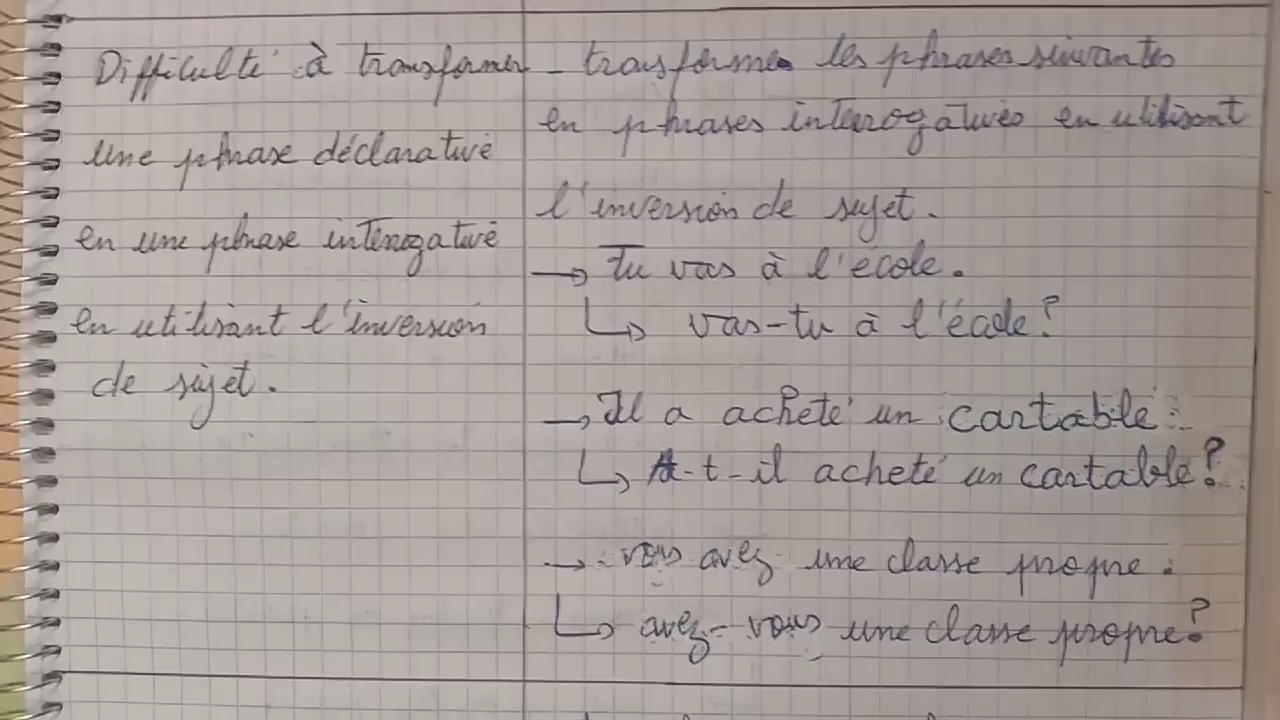 Difficulté à transformer
une phrase déclarative
en une phrase interogative
en utilisant l'inversion
de sujet.
- transforme les phrases suivantes
en phrases interrogatives en utilisant
l'inversion de sujet.
→ Tu vas à l'école.
↳ vas-tu à l'école?
→ Il a acheté un cartable.
↳ A-t-il acheté un cartable?
→ vous avez une classe propre.
↳ avez-vous une classe propre?